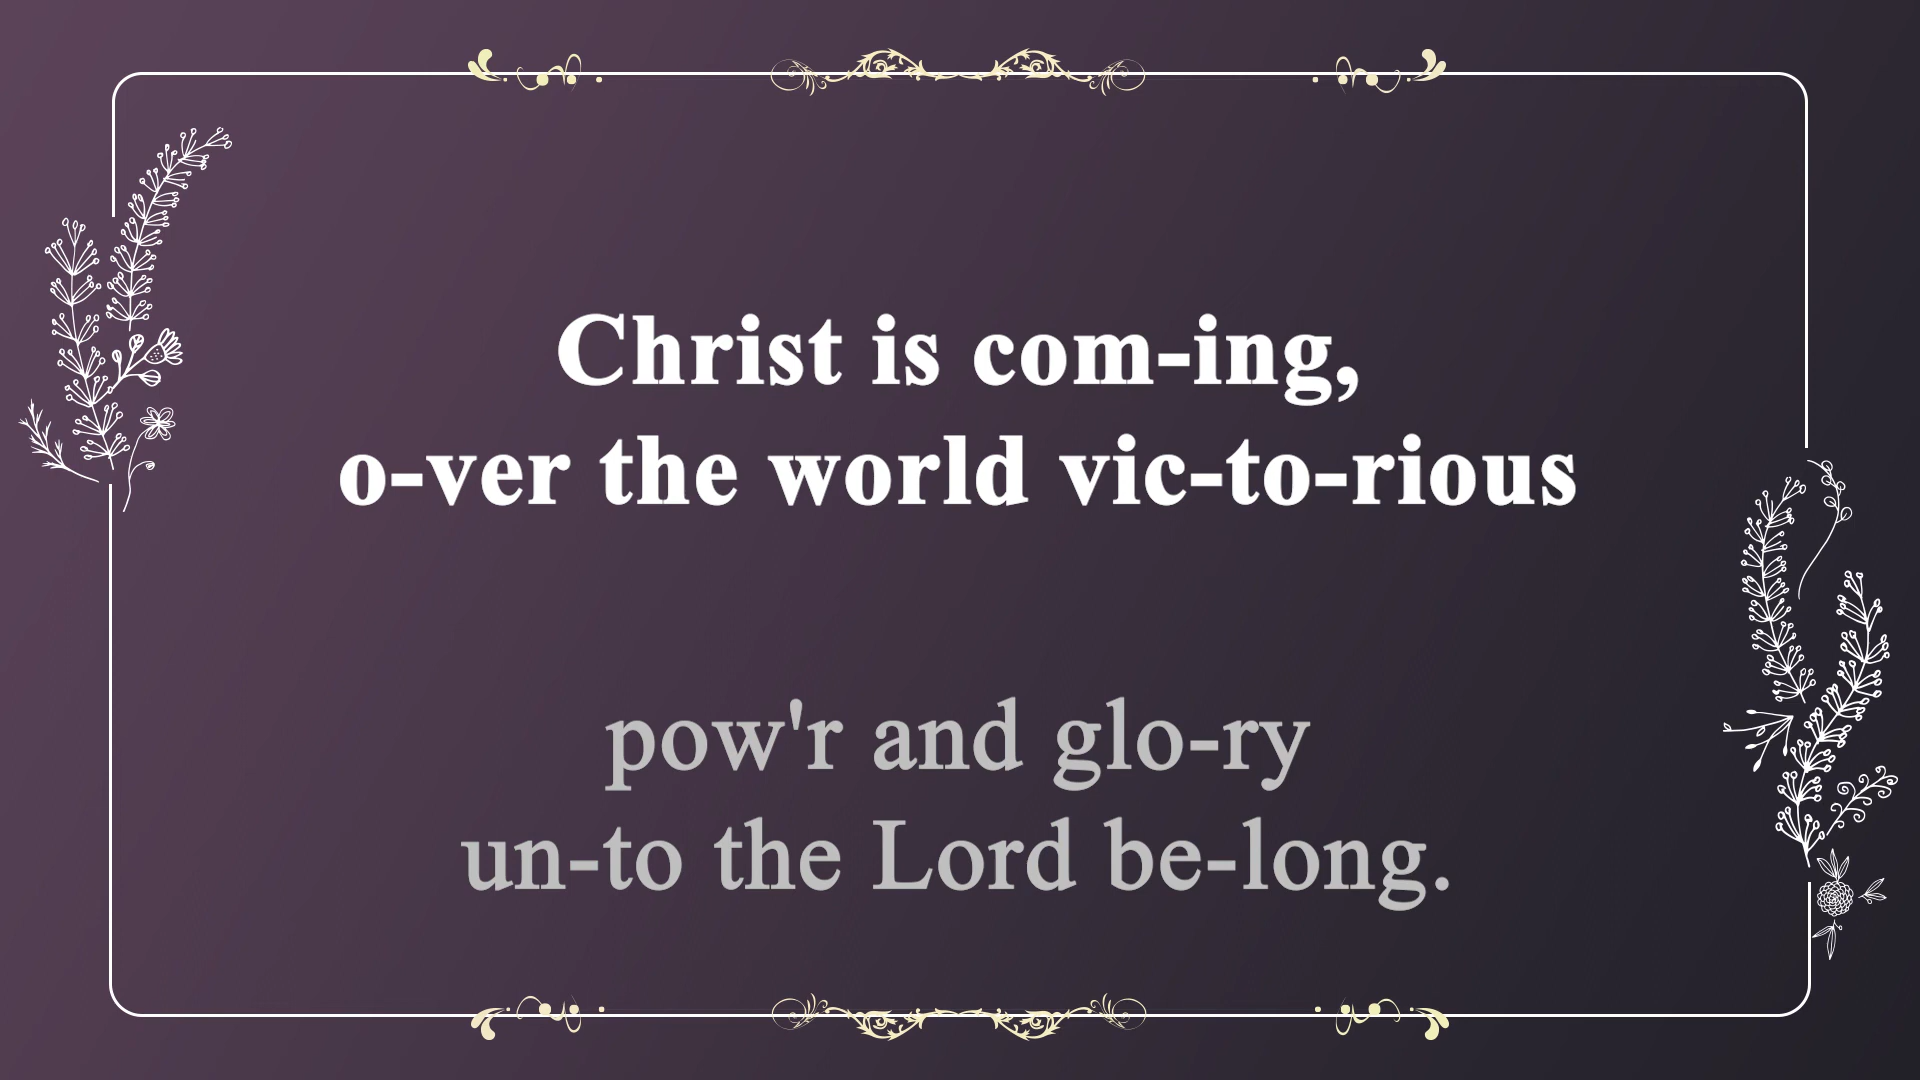 Christ is com-ing,
o-ver the world vic-to-rious
pow'r and glo-ry
un-to the Lord be-long.